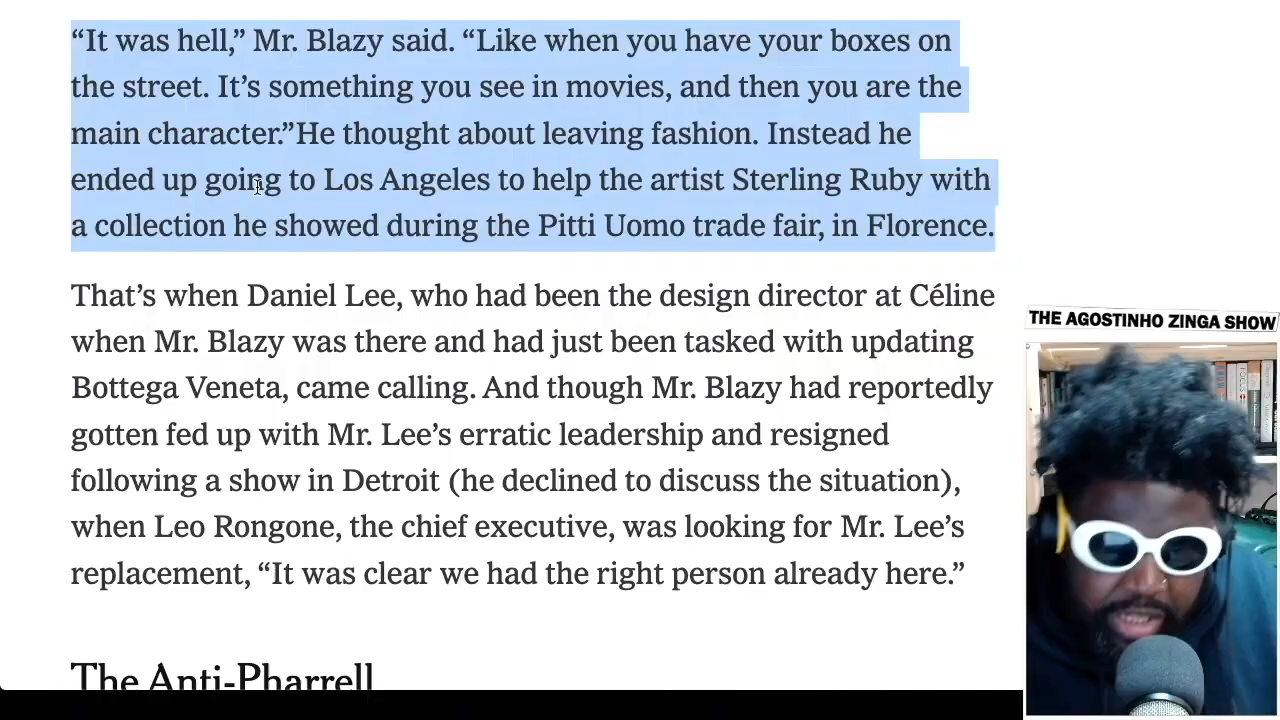 “It was hell,” Mr. Blazy said. “Like when you have your boxes on
the street. It’s something you see in movies, and then you are the
main character.”He thought about leaving fashion. Instead he
ended up going to Los Angeles to help the artist Sterling Ruby with
a collection he showed during the Pitti Uomo trade fair, in Florence.
That’s when Daniel Lee, who had been the design director at Céline
when Mr. Blazy was there and had just been tasked with updating
Bottega Veneta, came calling. And though Mr. Blazy had reportedly
gotten fed up with Mr. Lee’s erratic leadership and resigned
following a show in Detroit (he declined to discuss the situation),
when Leo Rongone, the chief executive, was looking for Mr. Lee’s
replacement, “It was clear we had the right person already here.”
The Anti-Pharrell
THE AGOSTINHO ZINGA SHOW